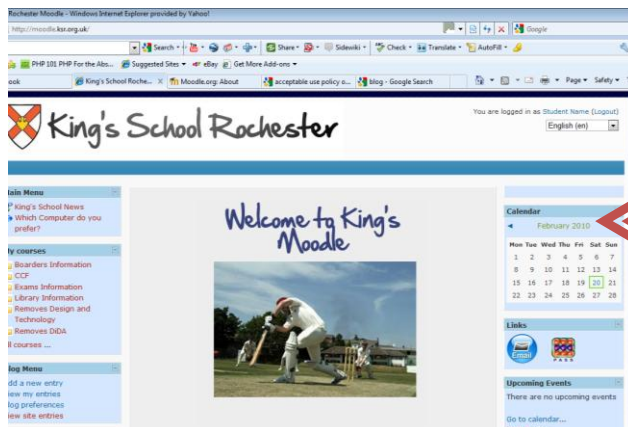 Rochester Moodle - Windows Internet Explorer provided by Yahoo!
http://moodle.ksr.org.uk/
Google
Search
Share
Sidewiki
Check
Translate
AutoFill
PHP 101 PHP For the Abs...
Suggested Sites
eBay
Get More Add-ons
ook
King's School Roche...
Moodle.org: About
acceptable use policy o...
blog - Google Search
Page
Safety
King's School Rochester
You are logged in as Student Name (Logout)
English (en)
Main Menu
King's School News
Which Computer do you
prefer?
My courses
Boarders Information
CCF
Exams Information
Library Information
Removes Design and
Technology
Removes DiDA
ll courses ...
Blog Menu
dd a new entry
iew my entries
log preferences
iew site entries
Welcome to King's
Moodle
Calendar
February 2010
Mon Tue Wed Thu Fri Sat Sun
1 2 3 4 5 6 7
8 9 10 11 12 13 14
15 16 17 18 19 20 21
22 23 24 25 26 27 28
Links
Email
PASS
Upcoming Events
There are no upcoming events
Go to calendar...